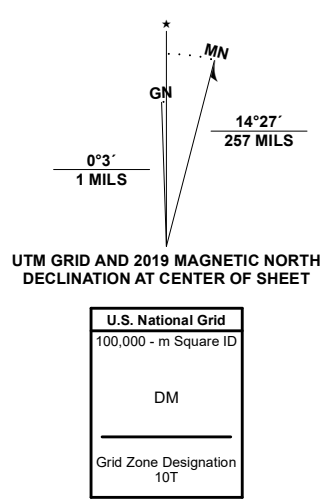 ★
MN
GN
14°27´
257 MILS
0°3´
1 MILS
UTM GRID AND 2019 MAGNETIC NORTH
DECLINATION AT CENTER OF SHEET
U.S. National Grid
100,000 - m Square ID
DM
Grid Zone Designation
10T